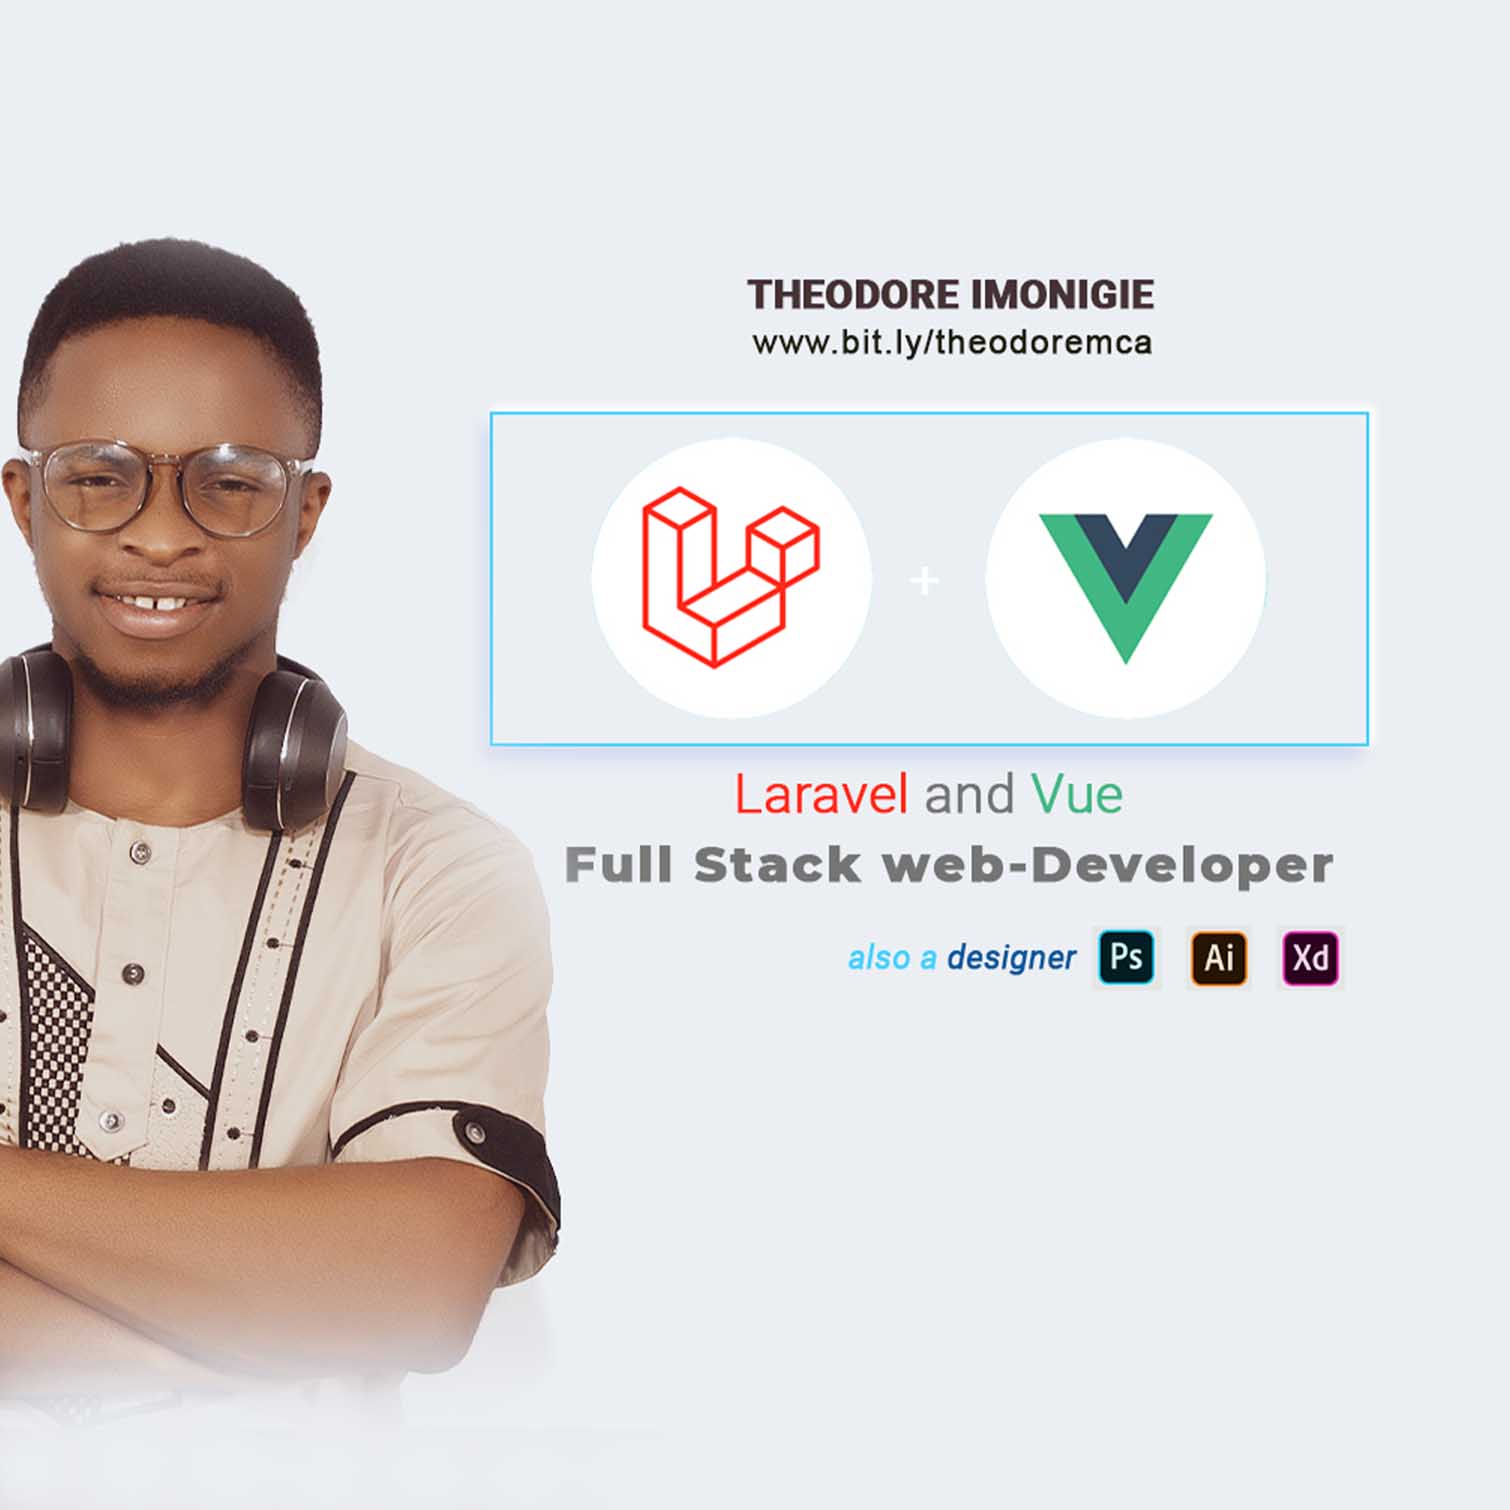 THEODORE IMONIGIE
www.bit.ly/theodoremca
+
Laravel and Vue
Full Stack web-Developer
also a designer Ps Ai Xd